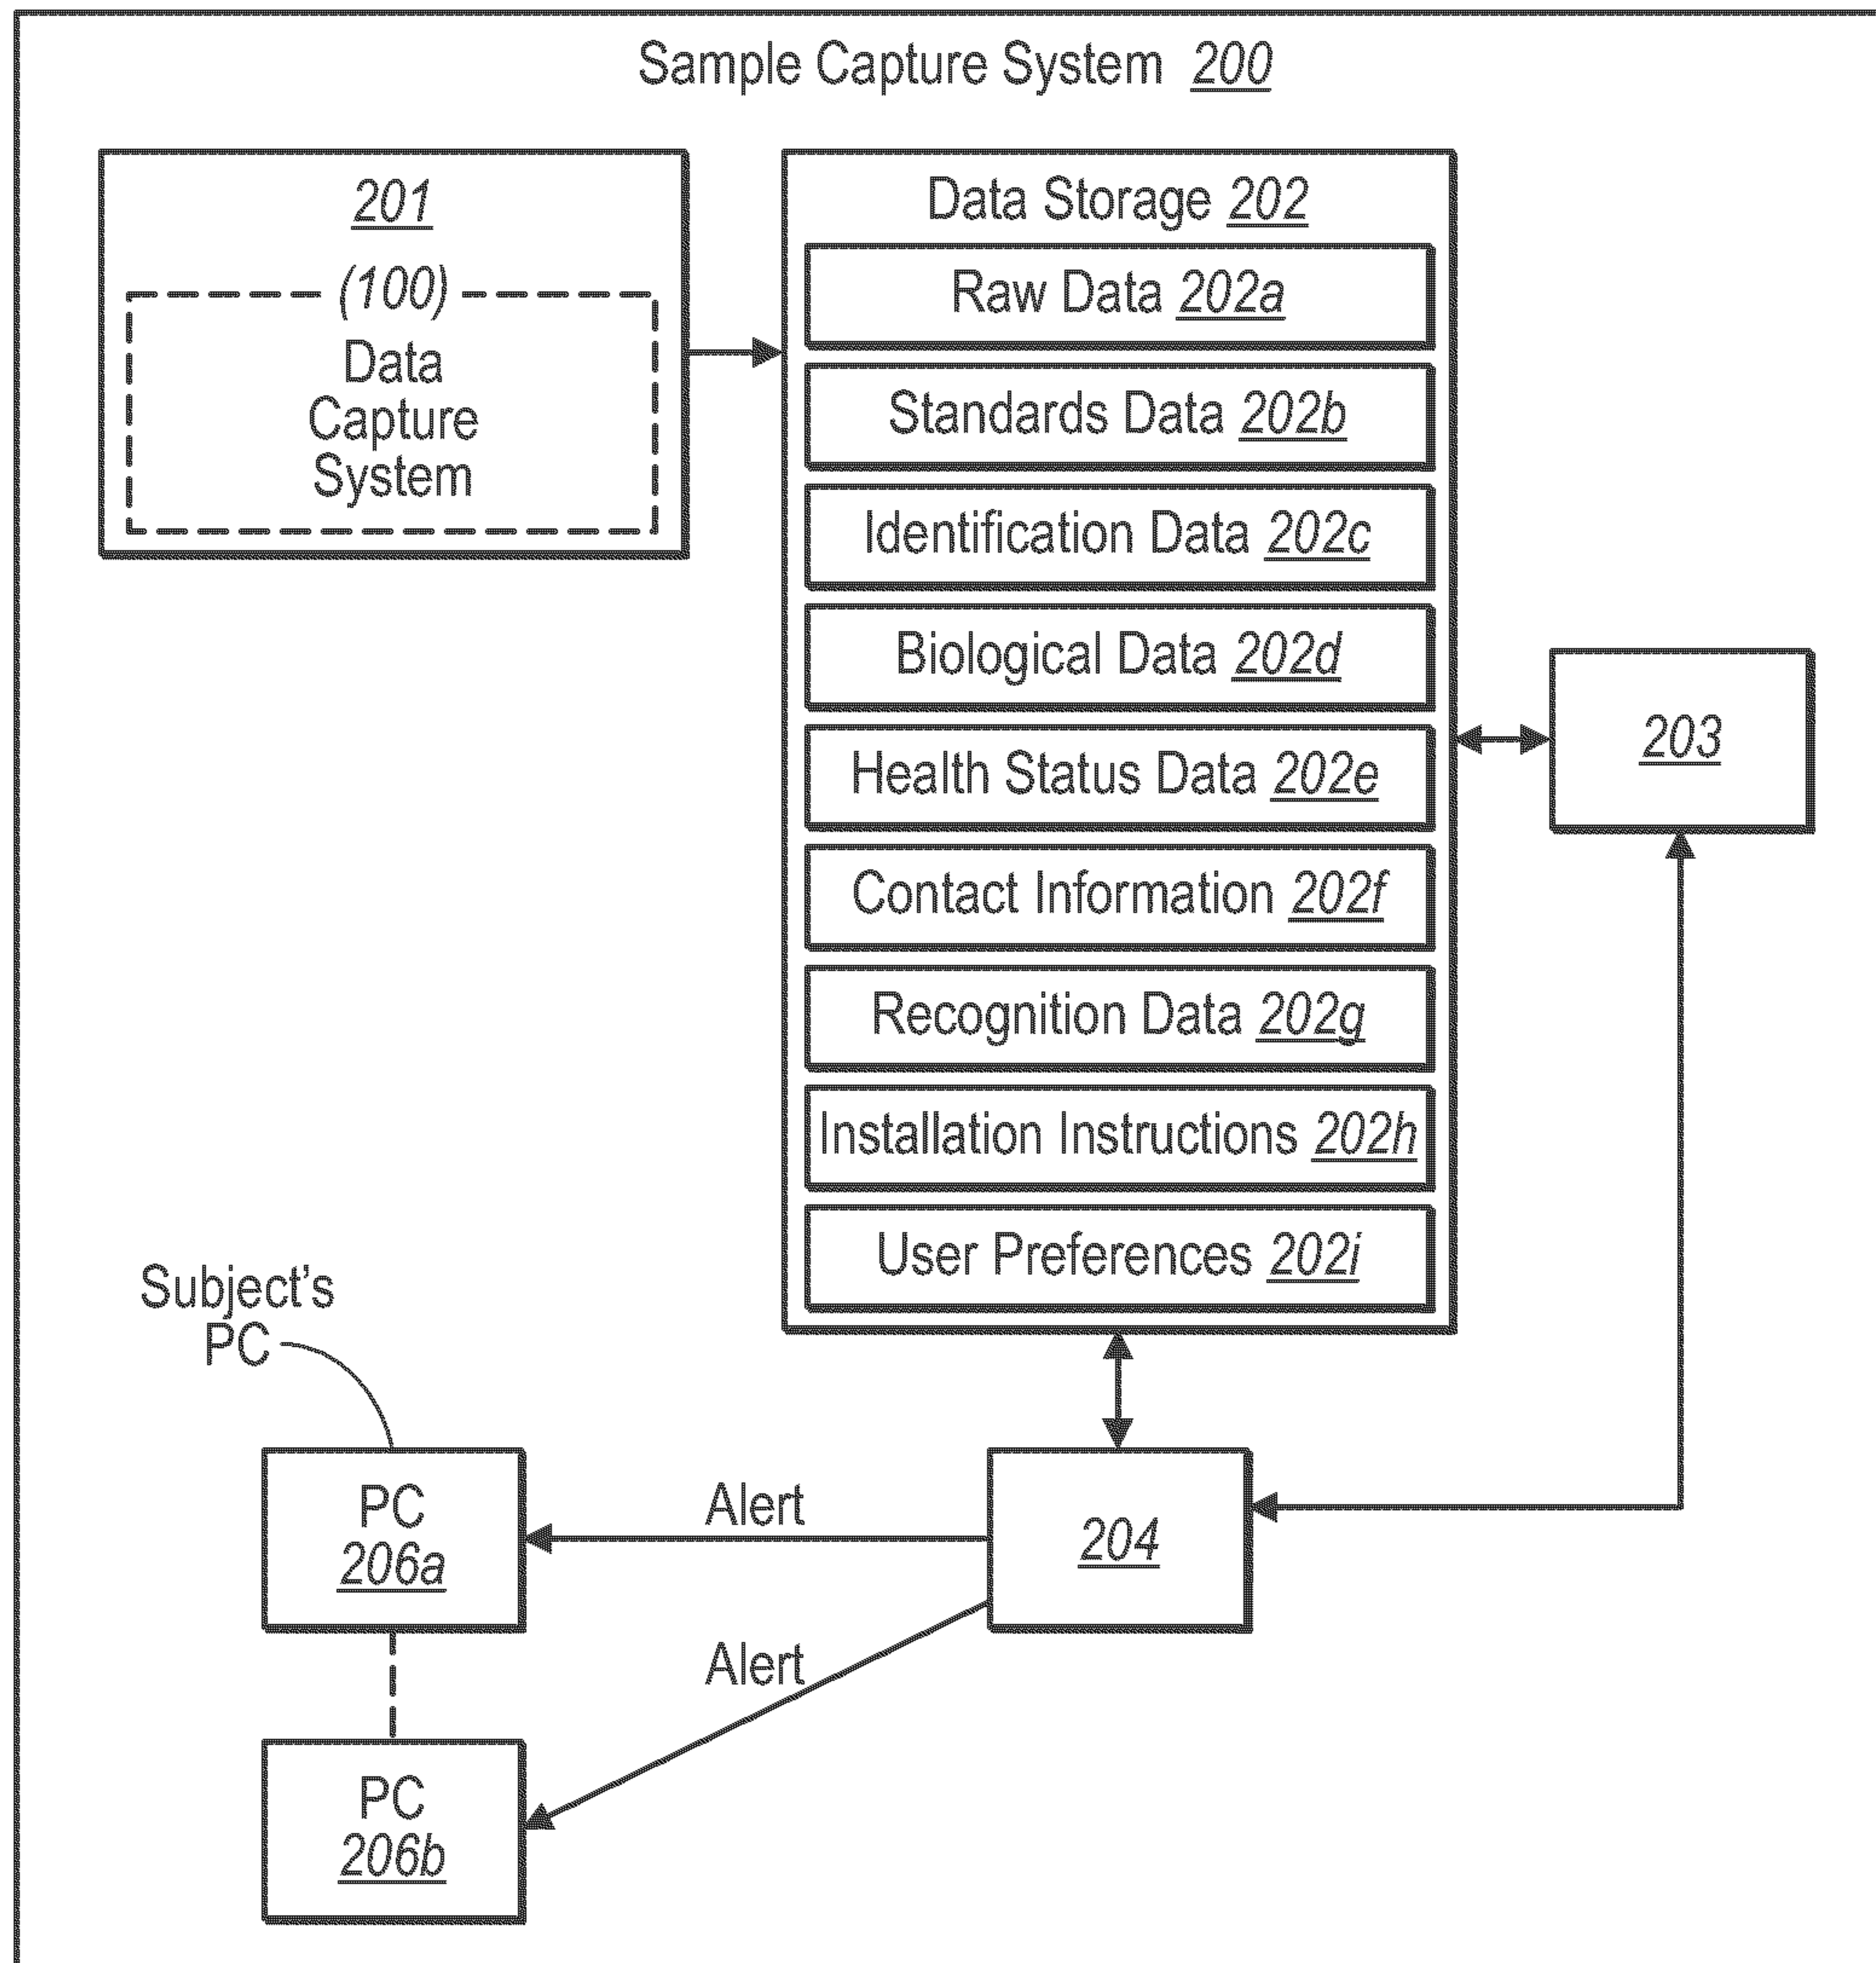 Sample Capture System 200
201
(100)
Data
Capture
System
Data Storage 202
Raw Data 202a
Standards Data 202b
Identification Data 202c
Biological Data 202d
Health Status Data 202e
Contact Information 202f
Recognition Data 202g
Installation Instructions 202h
User Preferences 202i
203
Subject's
PC
PC
206a
Alert
204
Alert
PC
206b